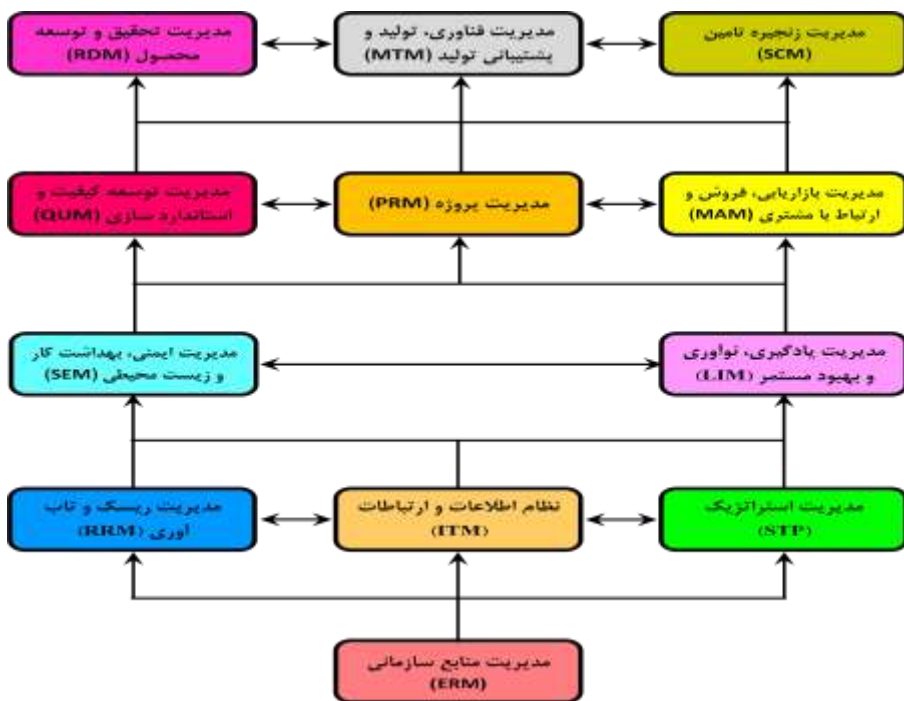 مدیریت زنجیره تامین
(SCM)
مدیریت فناوری، تولید و
پشتیبانی تولید (MTM)
مدیریت تحقیق و توسعه
محصول (RDM)
مدیریت بازاریابی، فروش و
ارتباط با مشتری (MAM)
مدیریت پروژه (PRM)
مدیریت توسعه کیفیت و
استاندارد سازی (QUM)
مدیریت یادگیری، نوآوری
و بهبود مستمر (LIM)
مدیریت ایمنی، بهداشت کار
و زیست محیطی (SEM)
مدیریت استراتژیک
(STP)
نظام اطلاعات و ارتباطات
(ITM)
مدیریت ریسک و تاب
آوری (RRM)
مدیریت منابع سازمانی
(ERM)